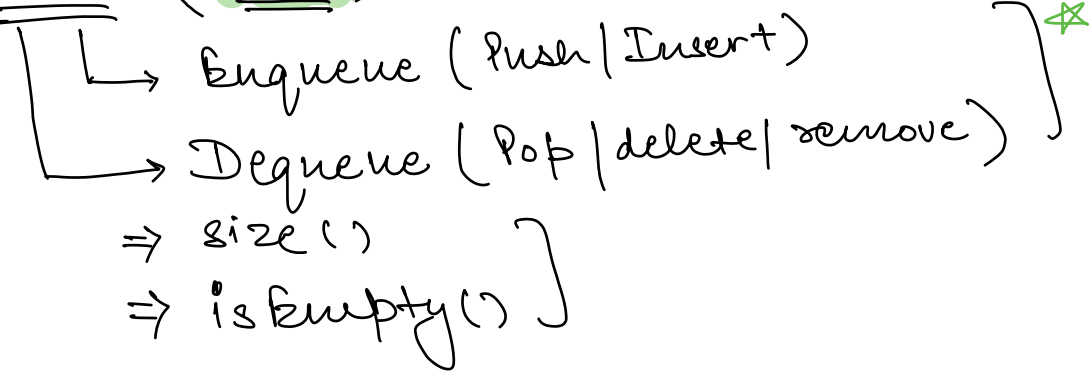 → Enqueue (Push | Insert)
→ Dequeue (Pop | delete | remove)
⇒ size()
⇒ isEmpty()